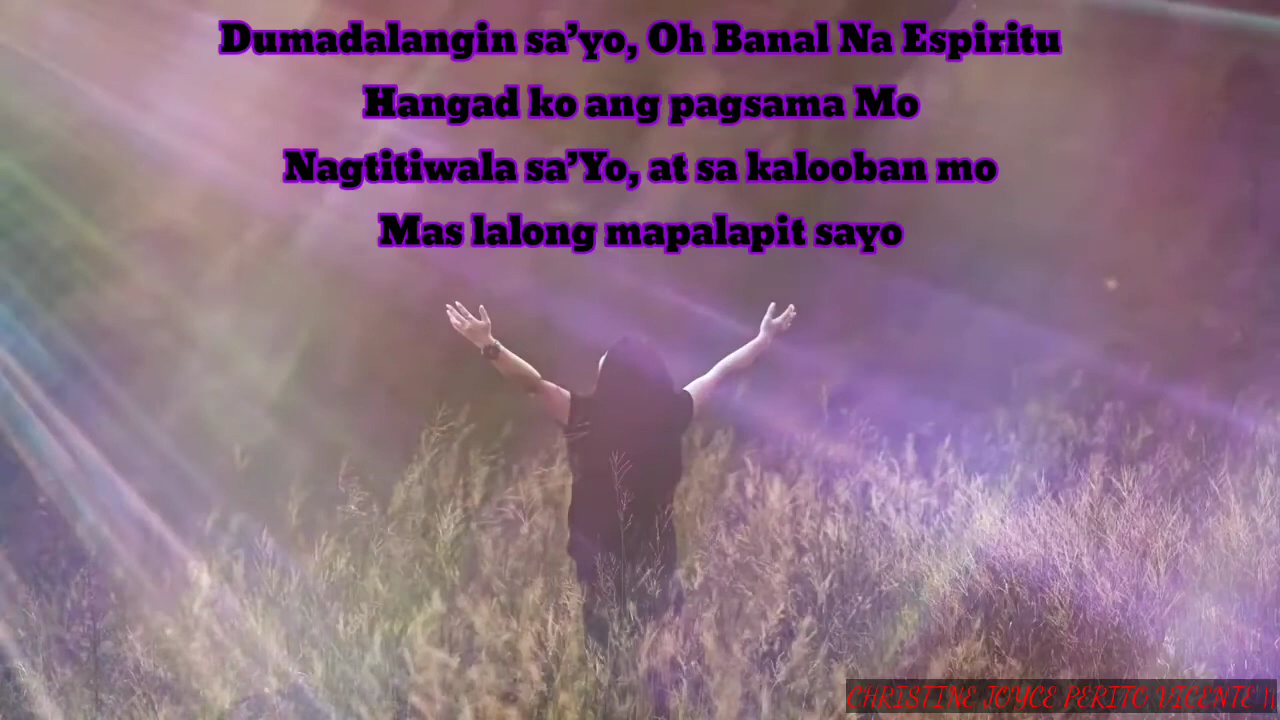 Dumadalangin sa’yo, Oh Banal Na Espiritu
Hangad ko ang pagsama Mo
Nagtitiwala sa’Yo, at sa kalooban mo
Mas lalong mapalapit sayo
CHRISTINE JOYCE PERITO VICENTE